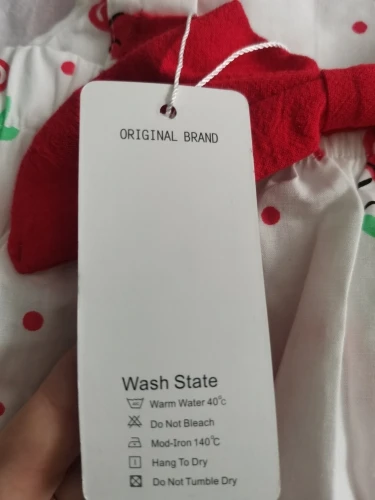 ORIGINAL BRAND
Wash State
Warm Water 40°C
Do Not Bleach
Mod-Iron 140°C
Hang To Dry
Do Not Tumble Dry